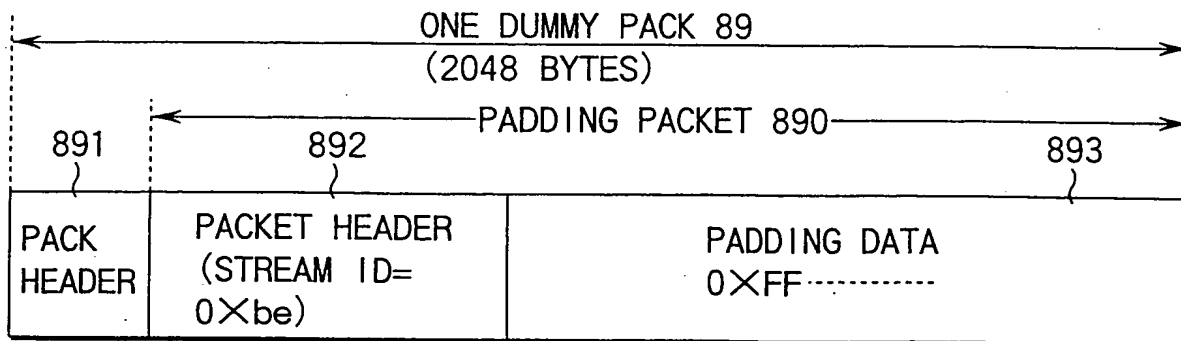 ONE DUMMY PACK 89
(2048 BYTES)
PADDING PACKET 890
891
892
893
PACK
HEADER
PACKET HEADER
(STREAM ID=
0×be)
PADDING DATA
0×FF----------